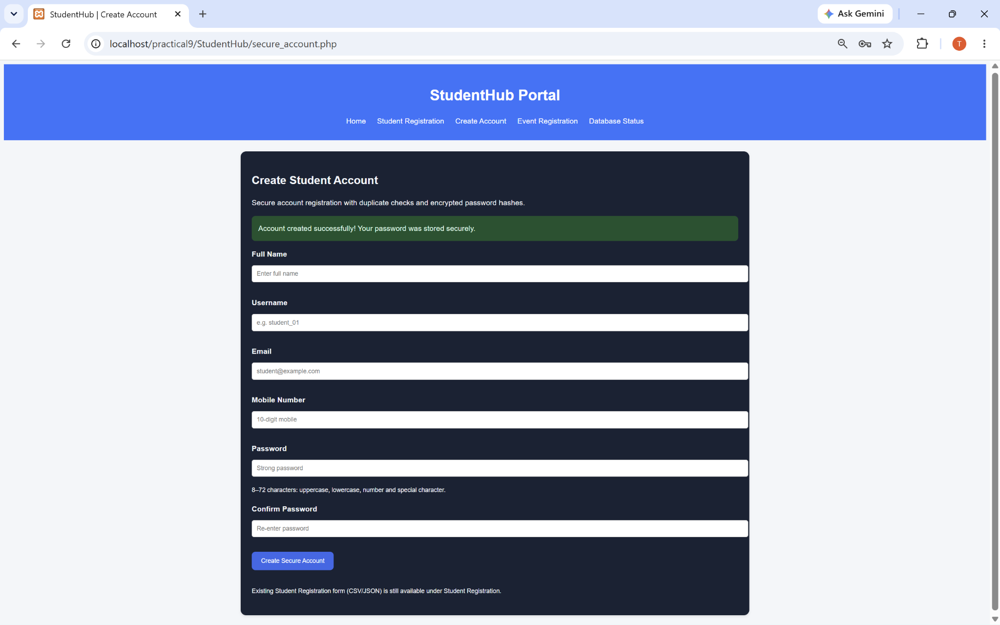 StudentHub | Create Account
Ask Gemini
localhost/practical9/StudentHub/secure_account.php
T
StudentHub Portal
Home Student Registration Create Account Event Registration Database Status
Create Student Account
Secure account registration with duplicate checks and encrypted password hashes.
Account created successfully! Your password was stored securely.
Full Name
Enter full name
Username
e.g. student_01
Email
student@example.com
Mobile Number
10-digit mobile
Password
Strong password
8–72 characters: uppercase, lowercase, number and special character.
Confirm Password
Re-enter password
Create Secure Account
Existing Student Registration form (CSV/JSON) is still available under Student Registration.